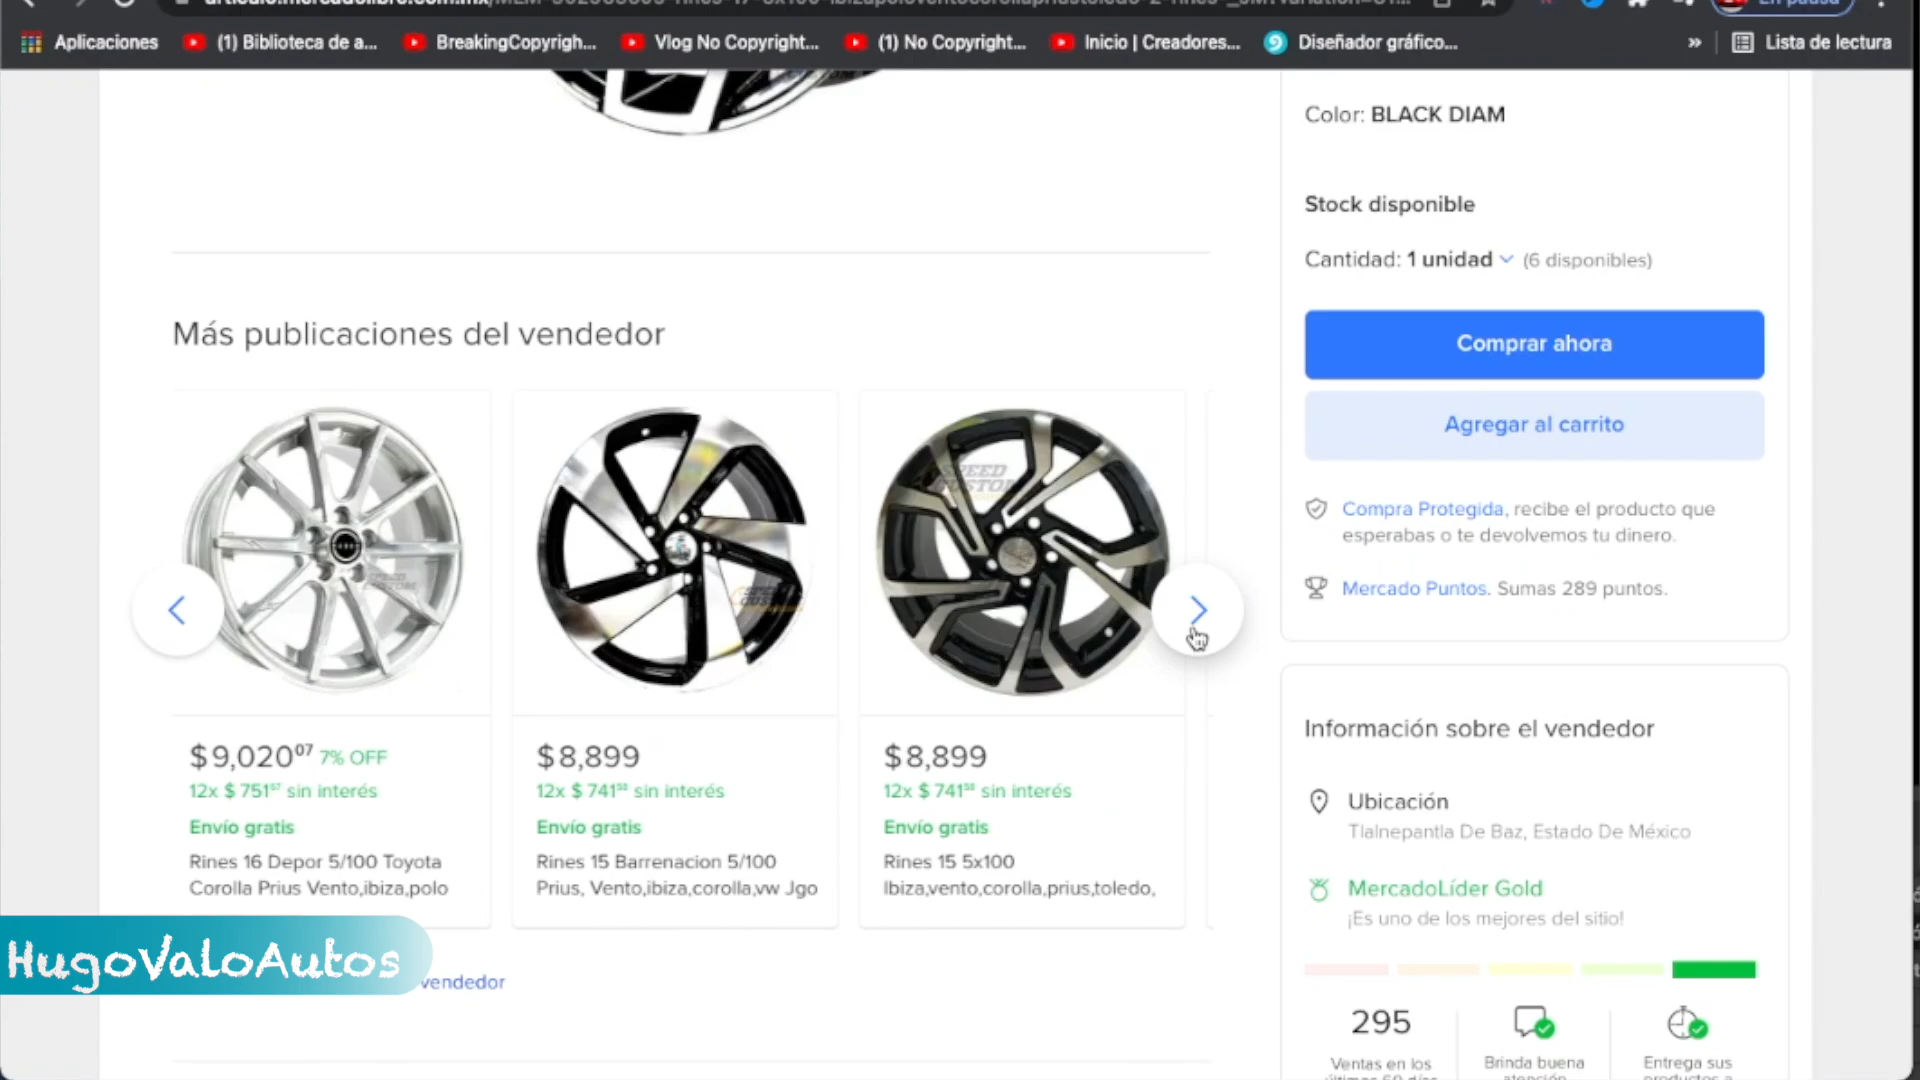 Aplicaciones
(1) Biblioteca de a...
BreakingCopyrigh...
Vlog No Copyright...
(1) No Copyright...
Inicio | Creadores...
Diseñador gráfico...
»
Lista de lectura
Color: BLACK DIAM
Stock disponible
Cantidad: 1 unidad (6 disponibles)
Comprar ahora
Agregar al carrito
Compra Protegida, recibe el producto que
esperabas o te devolvemos tu dinero.
Mercado Puntos. Sumas 289 puntos.
Más publicaciones del vendedor
SPEED
CUSTOM
$ 9,020⁰⁷ 7% OFF
12x $ 751⁶⁷ sin interés
Envío gratis
Rines 16 Depor 5/100 Toyota
Corolla Prius Vento,ibiza,polo
$ 8,899
12x $ 741⁵⁸ sin interés
Envío gratis
Rines 15 Barrenacion 5/100
Prius, Vento,ibiza,corolla,vw Jgo
$ 8,899
12x $ 741⁵⁸ sin interés
Envío gratis
Rines 15 5x100
Ibiza,vento,corolla,prius,toledo,
HugoValoAutos
vendedor
Información sobre el vendedor
Ubicación
Tlalnepantla De Baz, Estado De México
MercadoLíder Gold
¡Es uno de los mejores del sitio!
295
Ventas en los
Brinda buena
atención
Entrega sus
productos a